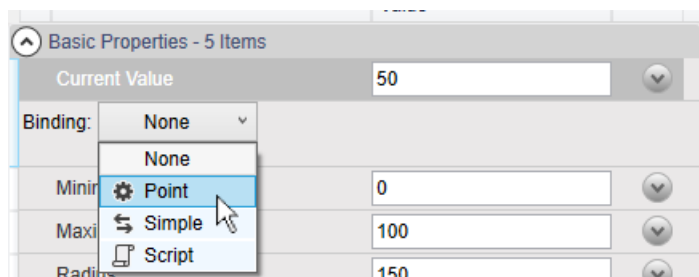 Basic Properties - 5 Items
Current Value 50
Binding: None
None
0
Point
Simple
100
Script
150